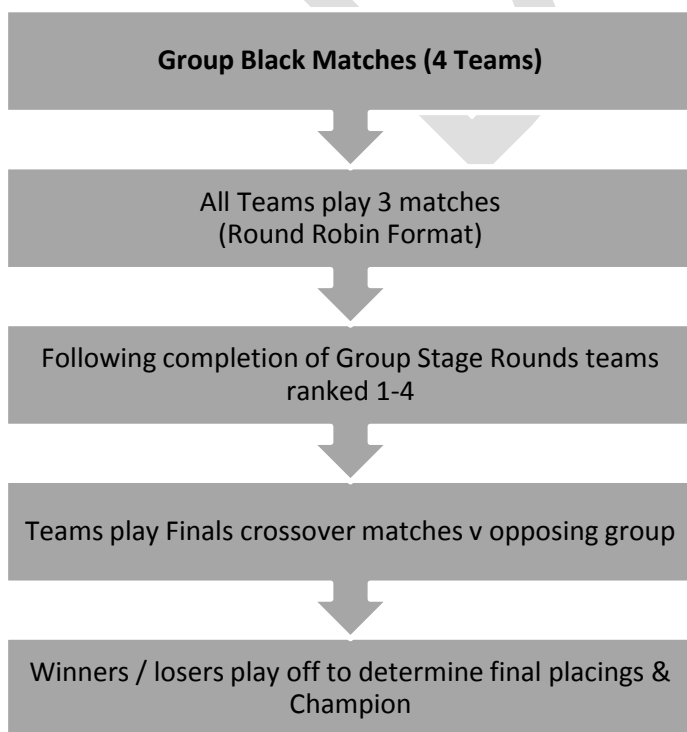 Group Black Matches (4 Teams)
All Teams play 3 matches
(Round Robin Format)
Following completion of Group Stage Rounds teams
ranked 1-4
Teams play Finals crossover matches v opposing group
Winners / losers play off to determine final placings &
Champion